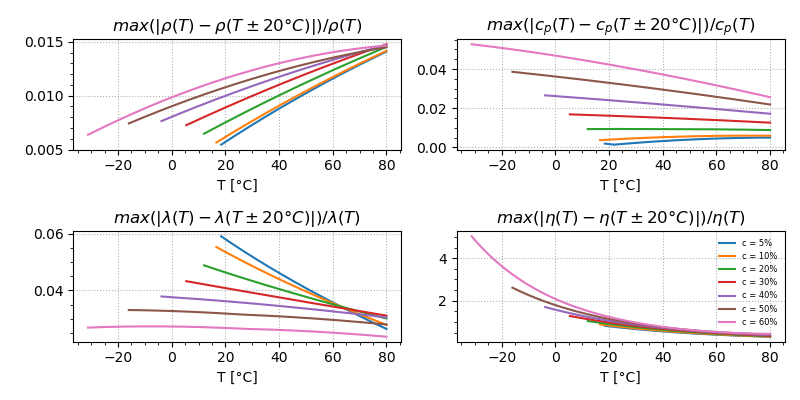 max(|ρ(T) − ρ(T ± 20°C)|)/ρ(T)
0.015
0.010
0.005
−20 0 20 40 60 80
T [°C]
max(|c_p(T) − c_p(T ± 20°C)|)/c_p(T)
0.04
0.02
0.00
−20 0 20 40 60 80
T [°C]
max(|λ(T) − λ(T ± 20°C)|)/λ(T)
0.06
0.04
−20 0 20 40 60 80
T [°C]
max(|η(T) − η(T ± 20°C)|)/η(T)
4
2
c = 5%
c = 10%
c = 20%
c = 30%
c = 40%
c = 50%
c = 60%
−20 0 20 40 60 80
T [°C]